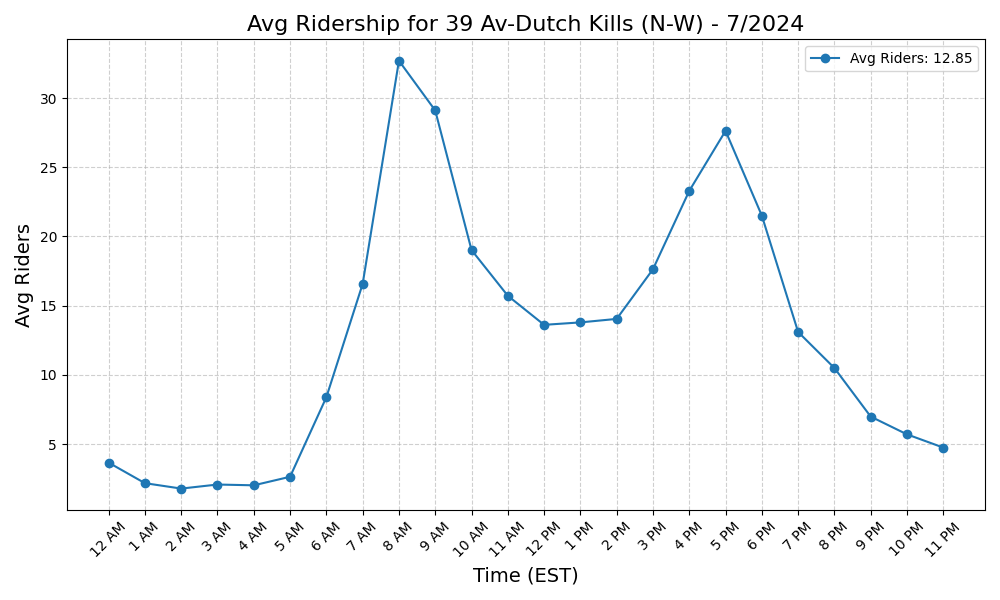 Avg Ridership for 39 Av-Dutch Kills (N-W) - 7/2024
Avg Riders: 12.85
Avg Riders
30
25
20
15
10
5
12 AM
1 AM
2 AM
3 AM
4 AM
5 AM
6 AM
7 AM
8 AM
9 AM
10 AM
11 AM
12 PM
1 PM
2 PM
3 PM
4 PM
5 PM
6 PM
7 PM
8 PM
9 PM
10 PM
11 PM
Time (EST)